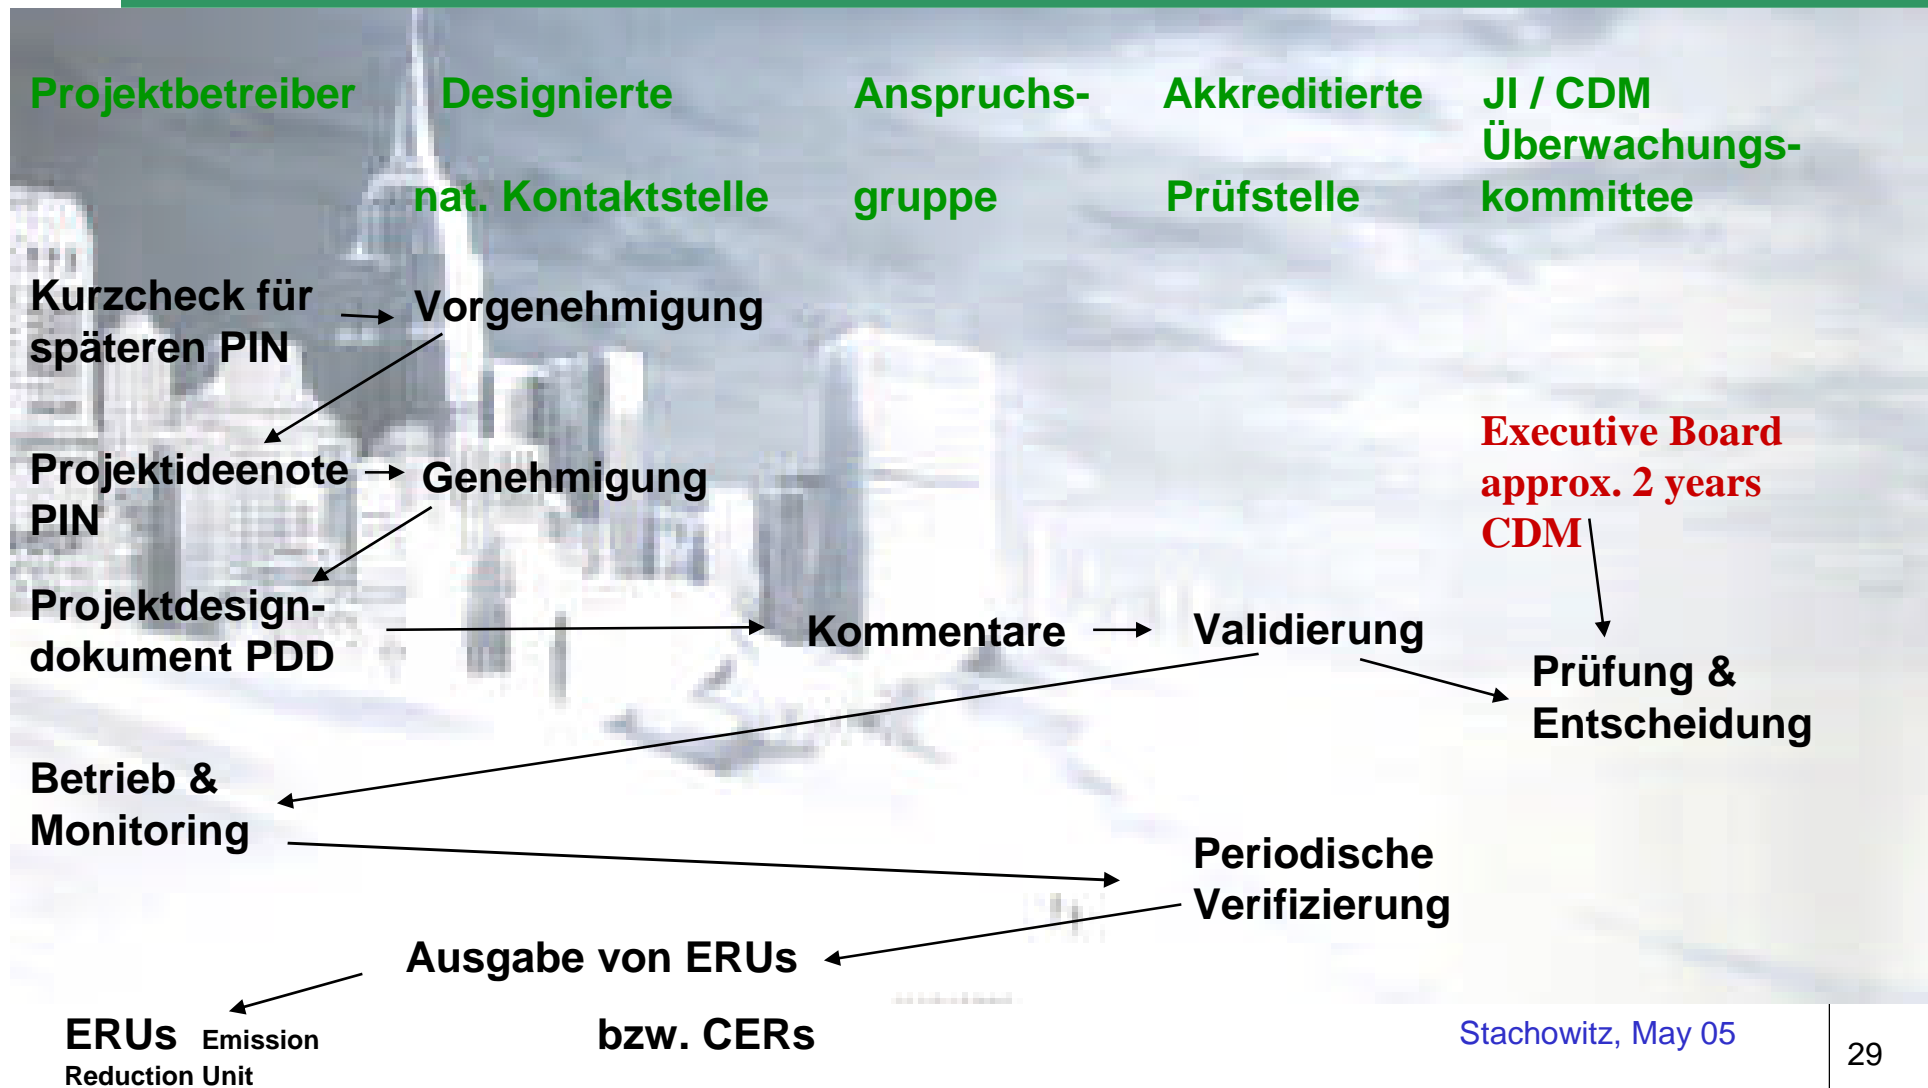 Projektbetreiber Designierte Anspruchs- Akkreditierte JI / CDM
Überwachungs-
nat. Kontaktstelle gruppe Prüfstelle kommittee
Kurzcheck für
späteren PIN
Vorgenehmigung
Projektideenote
PIN
Genehmigung
Executive Board
approx. 2 years
CDM
Projektdesign-
dokument PDD
Kommentare
Validierung
Prüfung &
Entscheidung
Betrieb &
Monitoring
Periodische
Verifizierung
Ausgabe von ERUs
ERUs Emission
Reduction Unit
bzw. CERs
Stachowitz, May 05
29